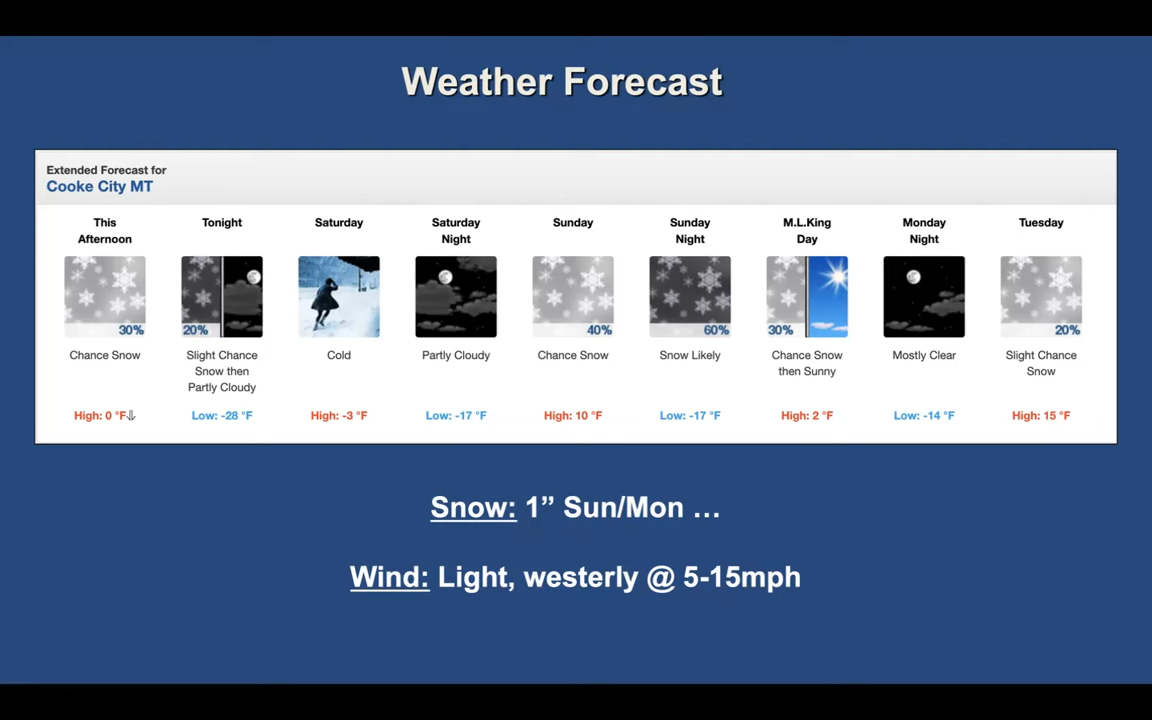 Weather Forecast
Extended Forecast for
Cooke City MT
This
Afternoon
30%
Chance Snow
High: 0 °F⇓
Tonight
20%
Slight Chance
Snow then
Partly Cloudy
Low: -28 °F
Saturday
Cold
High: -3 °F
Saturday
Night
Partly Cloudy
Low: -17 °F
Sunday
40%
Chance Snow
High: 10 °F
Sunday
Night
60%
Snow Likely
Low: -17 °F
M.L.King
Day
30%
Chance Snow
then Sunny
High: 2 °F
Monday
Night
Mostly Clear
Low: -14 °F
Tuesday
20%
Slight Chance
Snow
High: 15 °F
Snow: 1” Sun/Mon …
Wind: Light, westerly @ 5-15mph